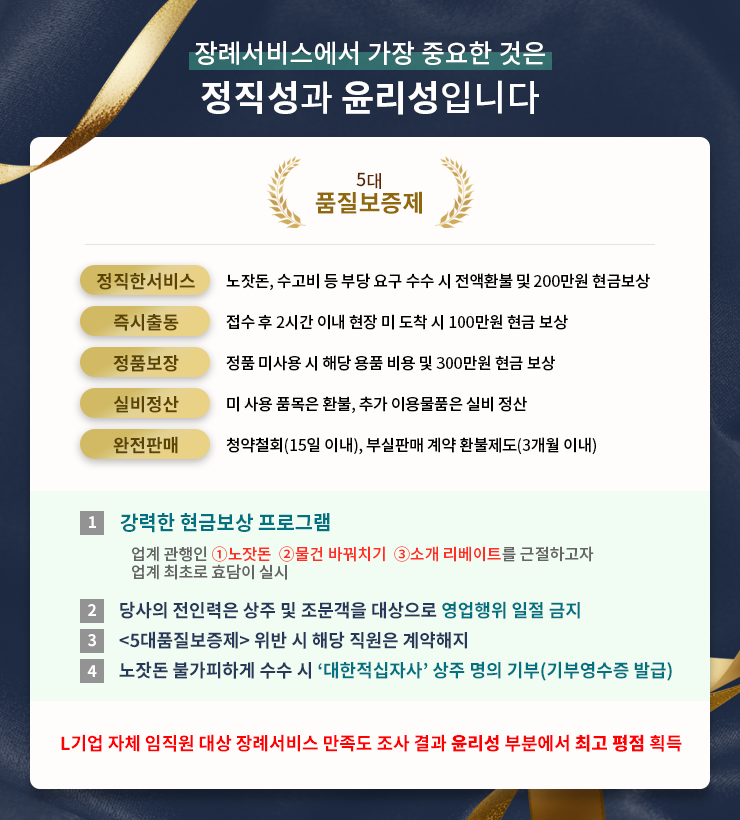 장례서비스에서 가장 중요한 것은
정직성과 윤리성입니다
5대
품질보증제
정직한서비스 노잣돈, 수고비 등 부당 요구 수수 시 전액환불 및 200만원 현금보상
즉시출동 접수 후 2시간 이내 현장 미 도착 시 100만원 현금 보상
정품보장 정품 미사용 시 해당 용품 비용 및 300만원 현금 보상
실비정산 미 사용 품목은 환불, 추가 이용물품은 실비 정산
완전판매 청약철회(15일 이내), 부실판매 계약 환불제도(3개월 이내)
1 강력한 현금보상 프로그램
업계 관행인 ①노잣돈 ②물건 바꿔치기 ③소개 리베이트를 근절하고자
업계 최초로 효담이 실시
2 당사의 전인력은 상주 및 조문객을 대상으로 영업행위 일절 금지
3 <5대품질보증제> 위반 시 해당 직원은 계약해지
4 노잣돈 불가피하게 수수 시 ‘대한적십자사’ 상주 명의 기부(기부영수증 발급)
L기업 자체 임직원 대상 장례서비스 만족도 조사 결과 윤리성 부분에서 최고 평점 획득